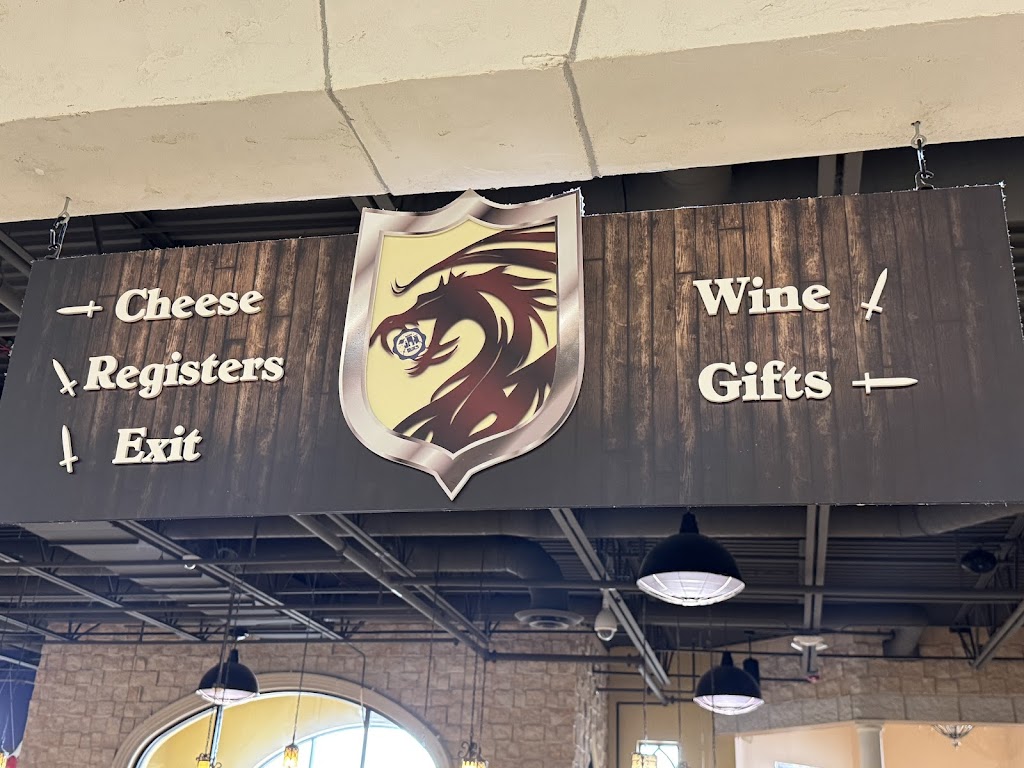 Cheese
Registers
Exit
Wine
Gifts